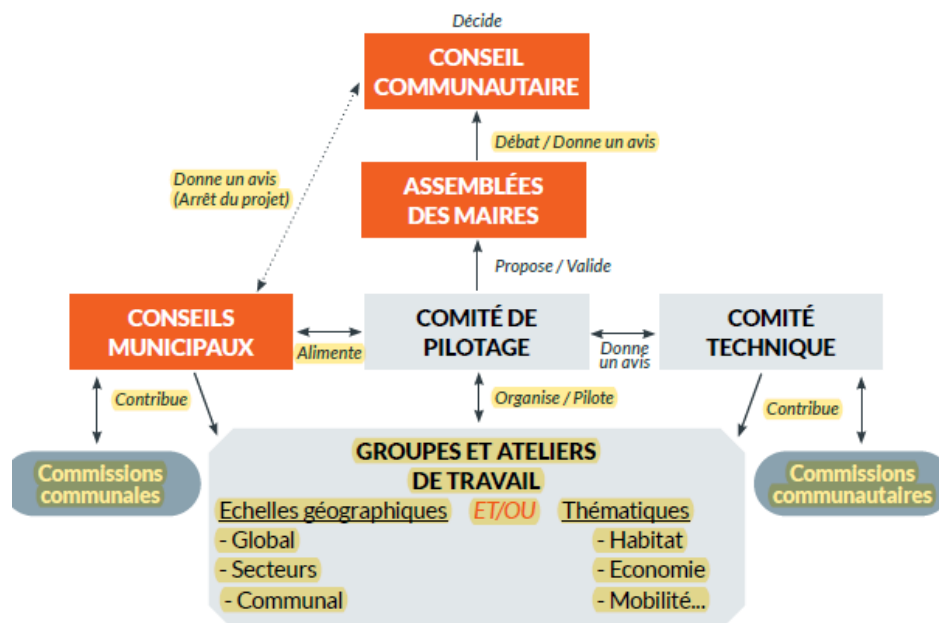 Décide
CONSEIL
COMMUNAUTAIRE
Débat / Donne un avis
Donne un avis
(Arrêt du projet)
ASSEMBLÉES
DES MAIRES
Propose / Valide
CONSEILS
MUNICIPAUX
Alimente
COMITÉ DE
PILOTAGE
Donne
un avis
COMITÉ
TECHNIQUE
Contribue
Organise / Pilote
Contribue
Commissions
communales
GROUPES ET ATELIERS
DE TRAVAIL
Commissions
communautaires
Echelles géographiques ET/OU Thématiques
- Global - Habitat
- Secteurs - Economie
- Communal - Mobilité...